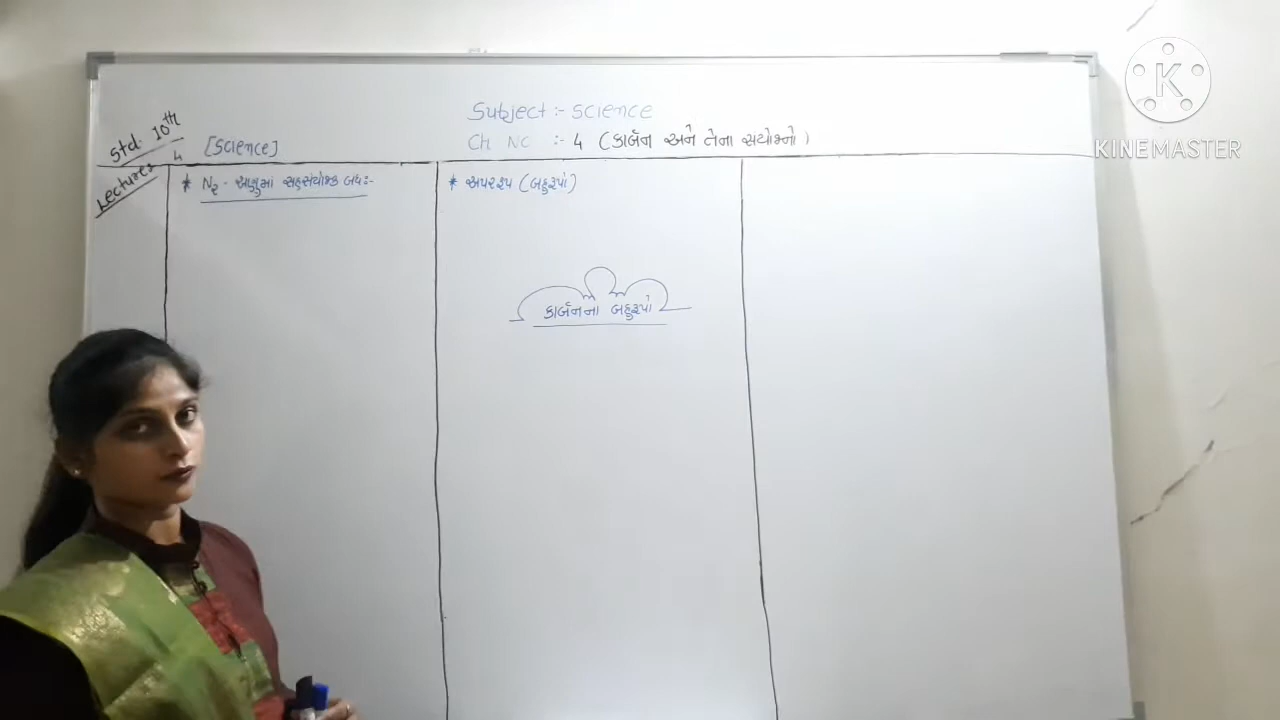 Subject :- Science
Ch No :- 4 (કાર્બન અને તેના સંયોજનો)
Std. 10th
[Science]
Lectures 4
* N2 - અણુમાં સહસંયોજક બંધ:-
* અપરરૂપ (બહુરૂપો)
કાર્બનના બહુરૂપો
K
KINEMASTER